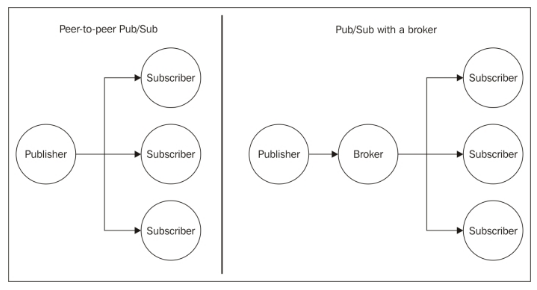 Peer-to-peer Pub/Sub
Subscriber
Publisher
Subscriber
Subscriber
Pub/Sub with a broker
Subscriber
Publisher
Broker
Subscriber
Subscriber